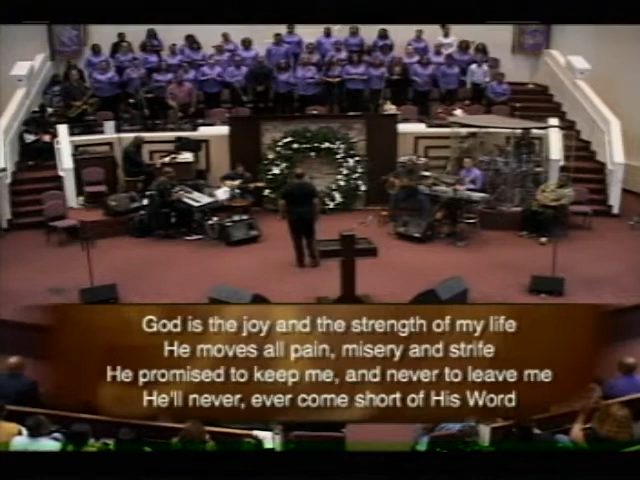 God is the joy and the strength of my life
He moves all pain, misery and strife
He promised to keep me, and never to leave me
He'll never, ever come short of His Word